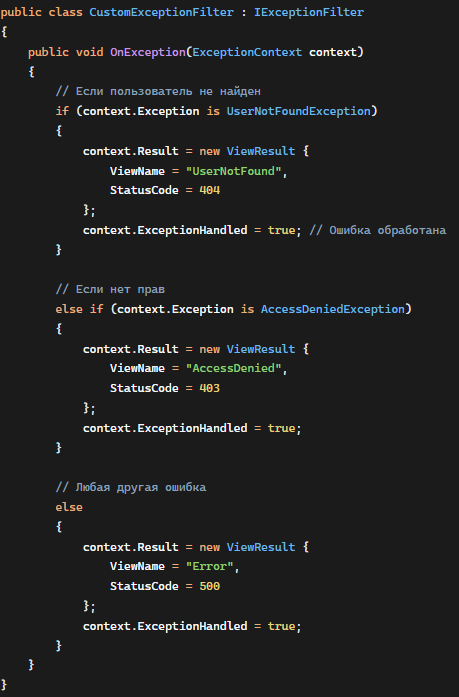 public class CustomExceptionFilter : IExceptionFilter
{
    public void OnException(ExceptionContext context)
    {
        // Если пользователь не найден
        if (context.Exception is UserNotFoundException)
        {
            context.Result = new ViewResult {
                ViewName = "UserNotFound",
                StatusCode = 404
            };
            context.ExceptionHandled = true; // Ошибка обработана
        }

        // Если нет прав
        else if (context.Exception is AccessDeniedException)
        {
            context.Result = new ViewResult {
                ViewName = "AccessDenied",
                StatusCode = 403
            };
            context.ExceptionHandled = true;
        }

        // Любая другая ошибка
        else
        {
            context.Result = new ViewResult {
                ViewName = "Error",
                StatusCode = 500
            };
            context.ExceptionHandled = true;
        }
    }
}